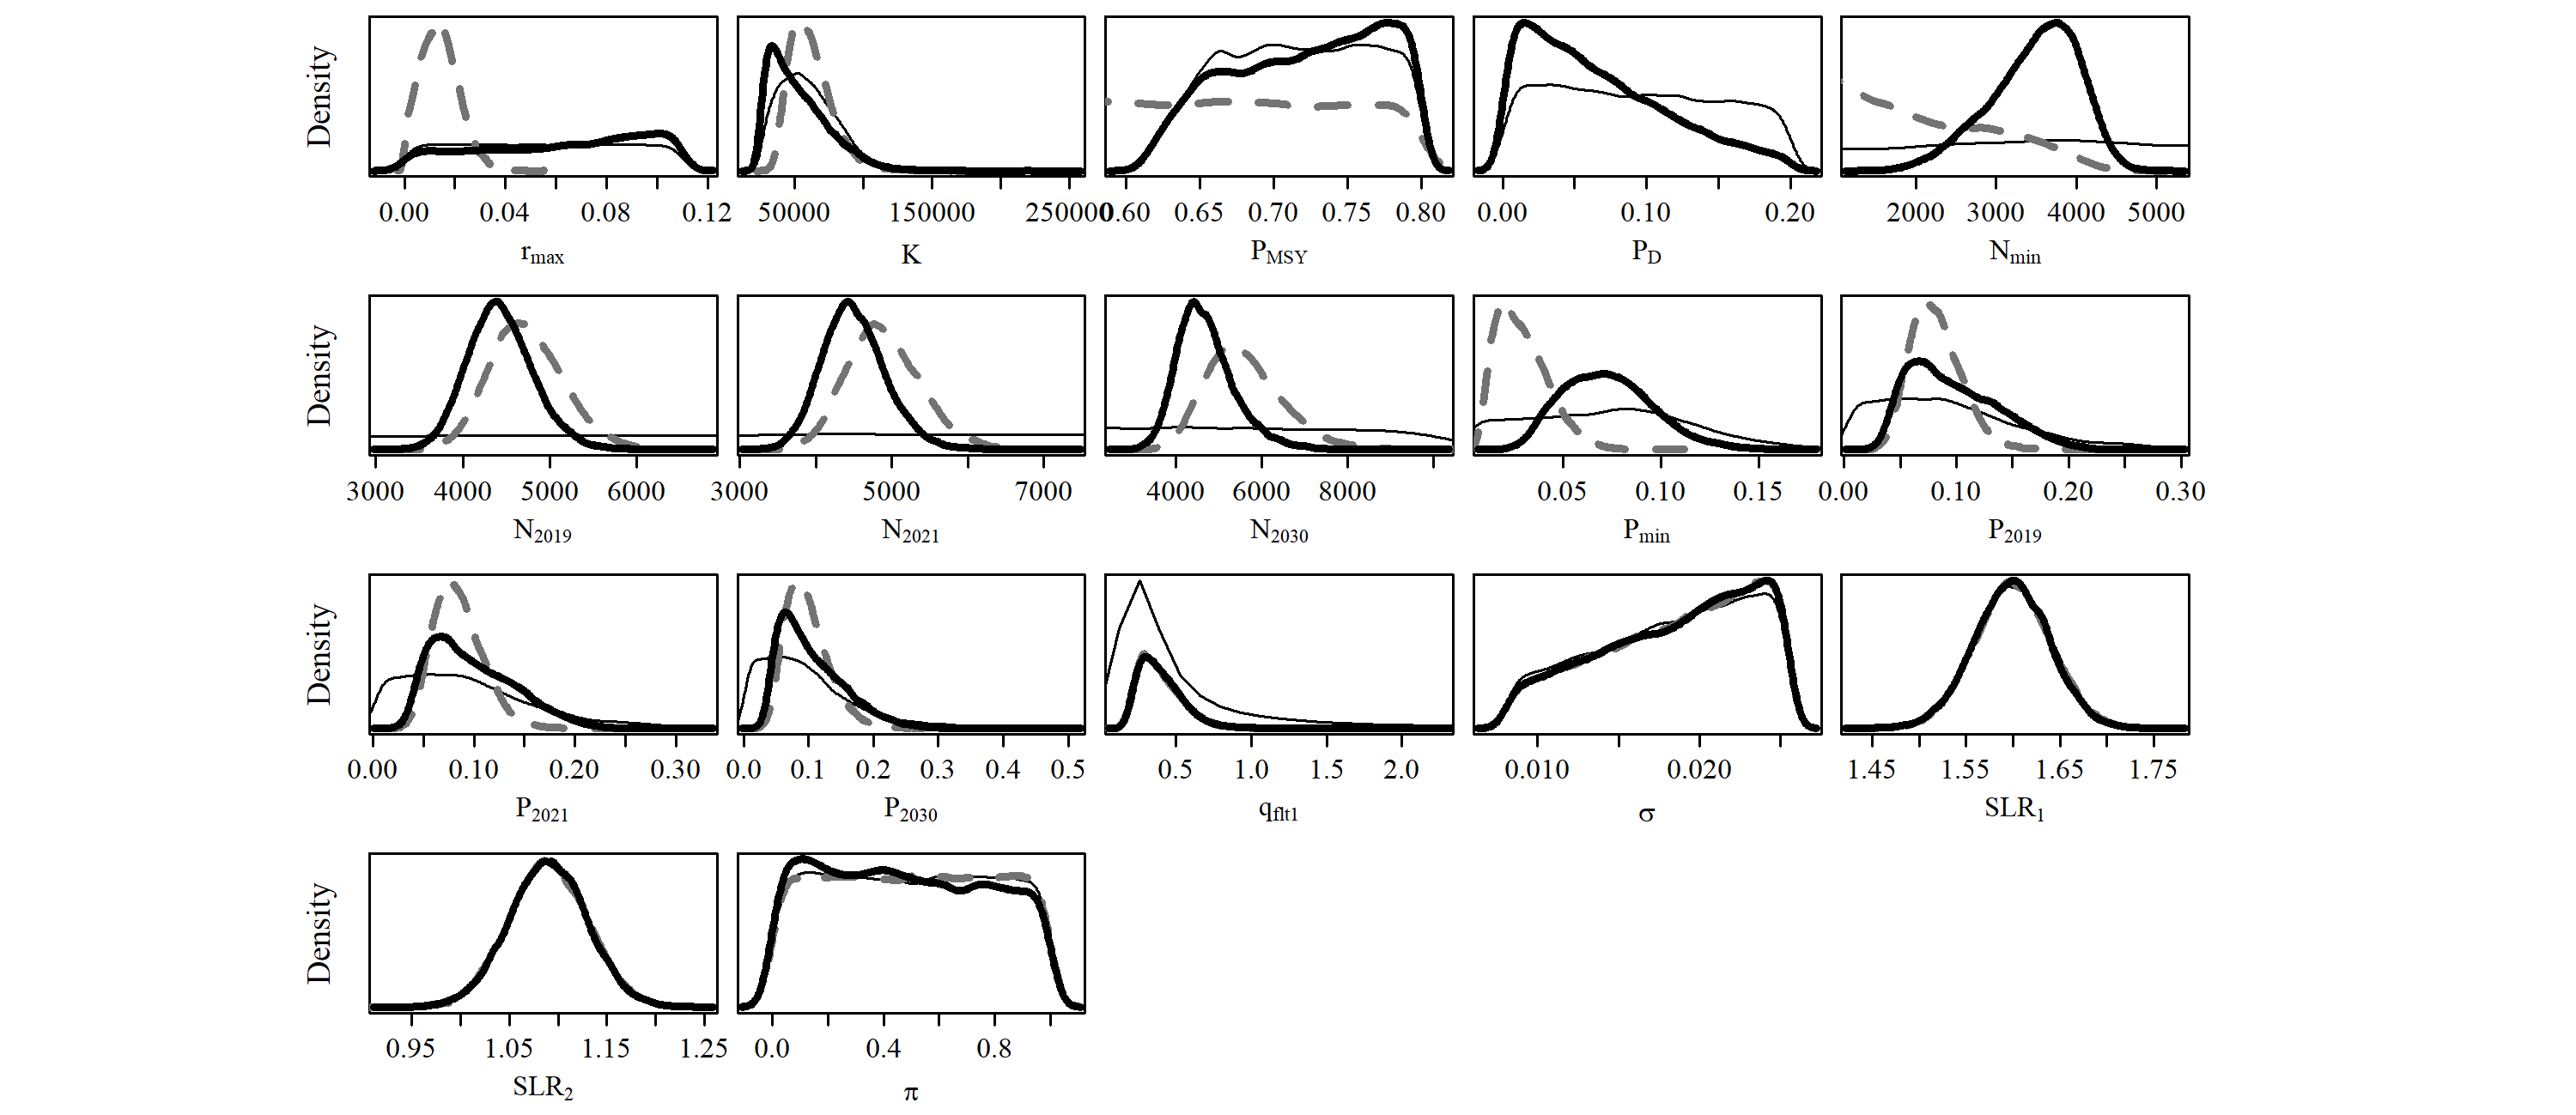 Density
0.00 0.04 0.08 0.12
r_max
50000 150000 250000
K
0.60 0.65 0.70 0.75 0.80
P_MSY
0.00 0.10 0.20
P_D
2000 3000 4000 5000
N_min
Density
3000 4000 5000 6000
N_2019
3000 5000 7000
N_2021
4000 6000 8000
N_2030
0.05 0.10 0.15
P_min
0.00 0.10 0.20 0.30
P_2019
Density
0.00 0.10 0.20 0.30
P_2021
0.0 0.1 0.2 0.3 0.4 0.5
P_2030
0.5 1.0 1.5 2.0
q_flt1
0.010 0.020
σ
1.45 1.55 1.65 1.75
SLR_1
Density
0.95 1.05 1.15 1.25
SLR_2
0.0 0.4 0.8
π